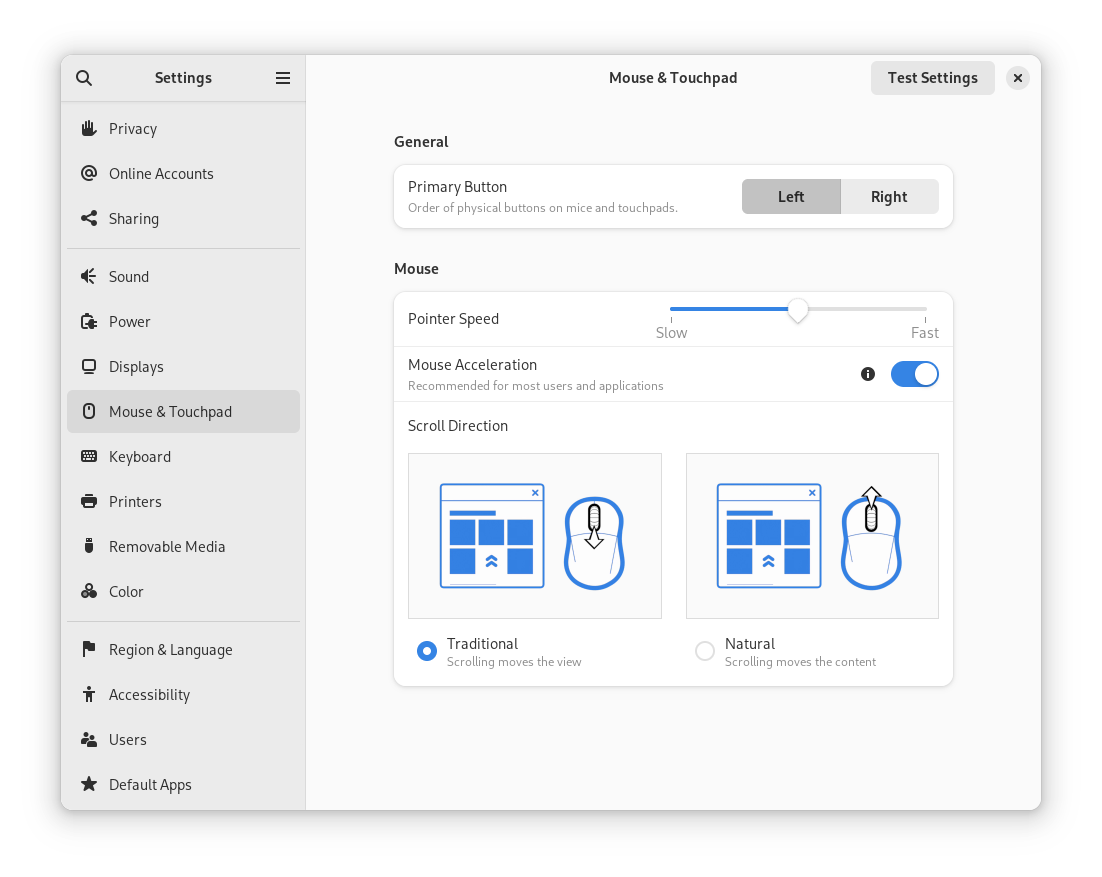 Settings
Mouse & Touchpad
Test Settings
Privacy
Online Accounts
Sharing
Sound
Power
Displays
Mouse & Touchpad
Keyboard
Printers
Removable Media
Color
Region & Language
Accessibility
Users
Default Apps
General
Primary Button
Order of physical buttons on mice and touchpads.
Left
Right
Mouse
Pointer Speed
Slow
Fast
Mouse Acceleration
Recommended for most users and applications
Scroll Direction
Traditional
Scrolling moves the view
Natural
Scrolling moves the content